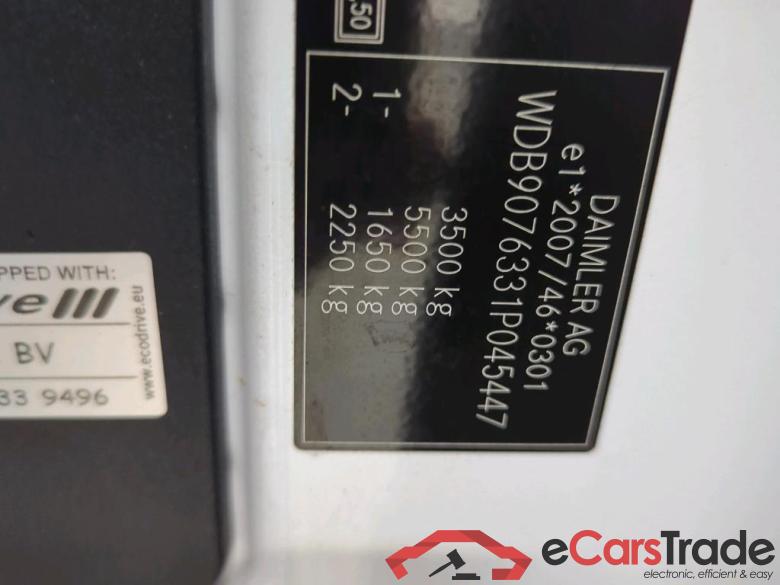 ,50
DAIMLER AG
e1*2007/46*0301
WDB9076331P045447
3500 kg
5500 kg
1- 1650 kg
2- 2250 kg
PPED WITH:
ve
BV
33 9496
www.ecodrive.eu
eCarsTrade
electronic, efficient & easy